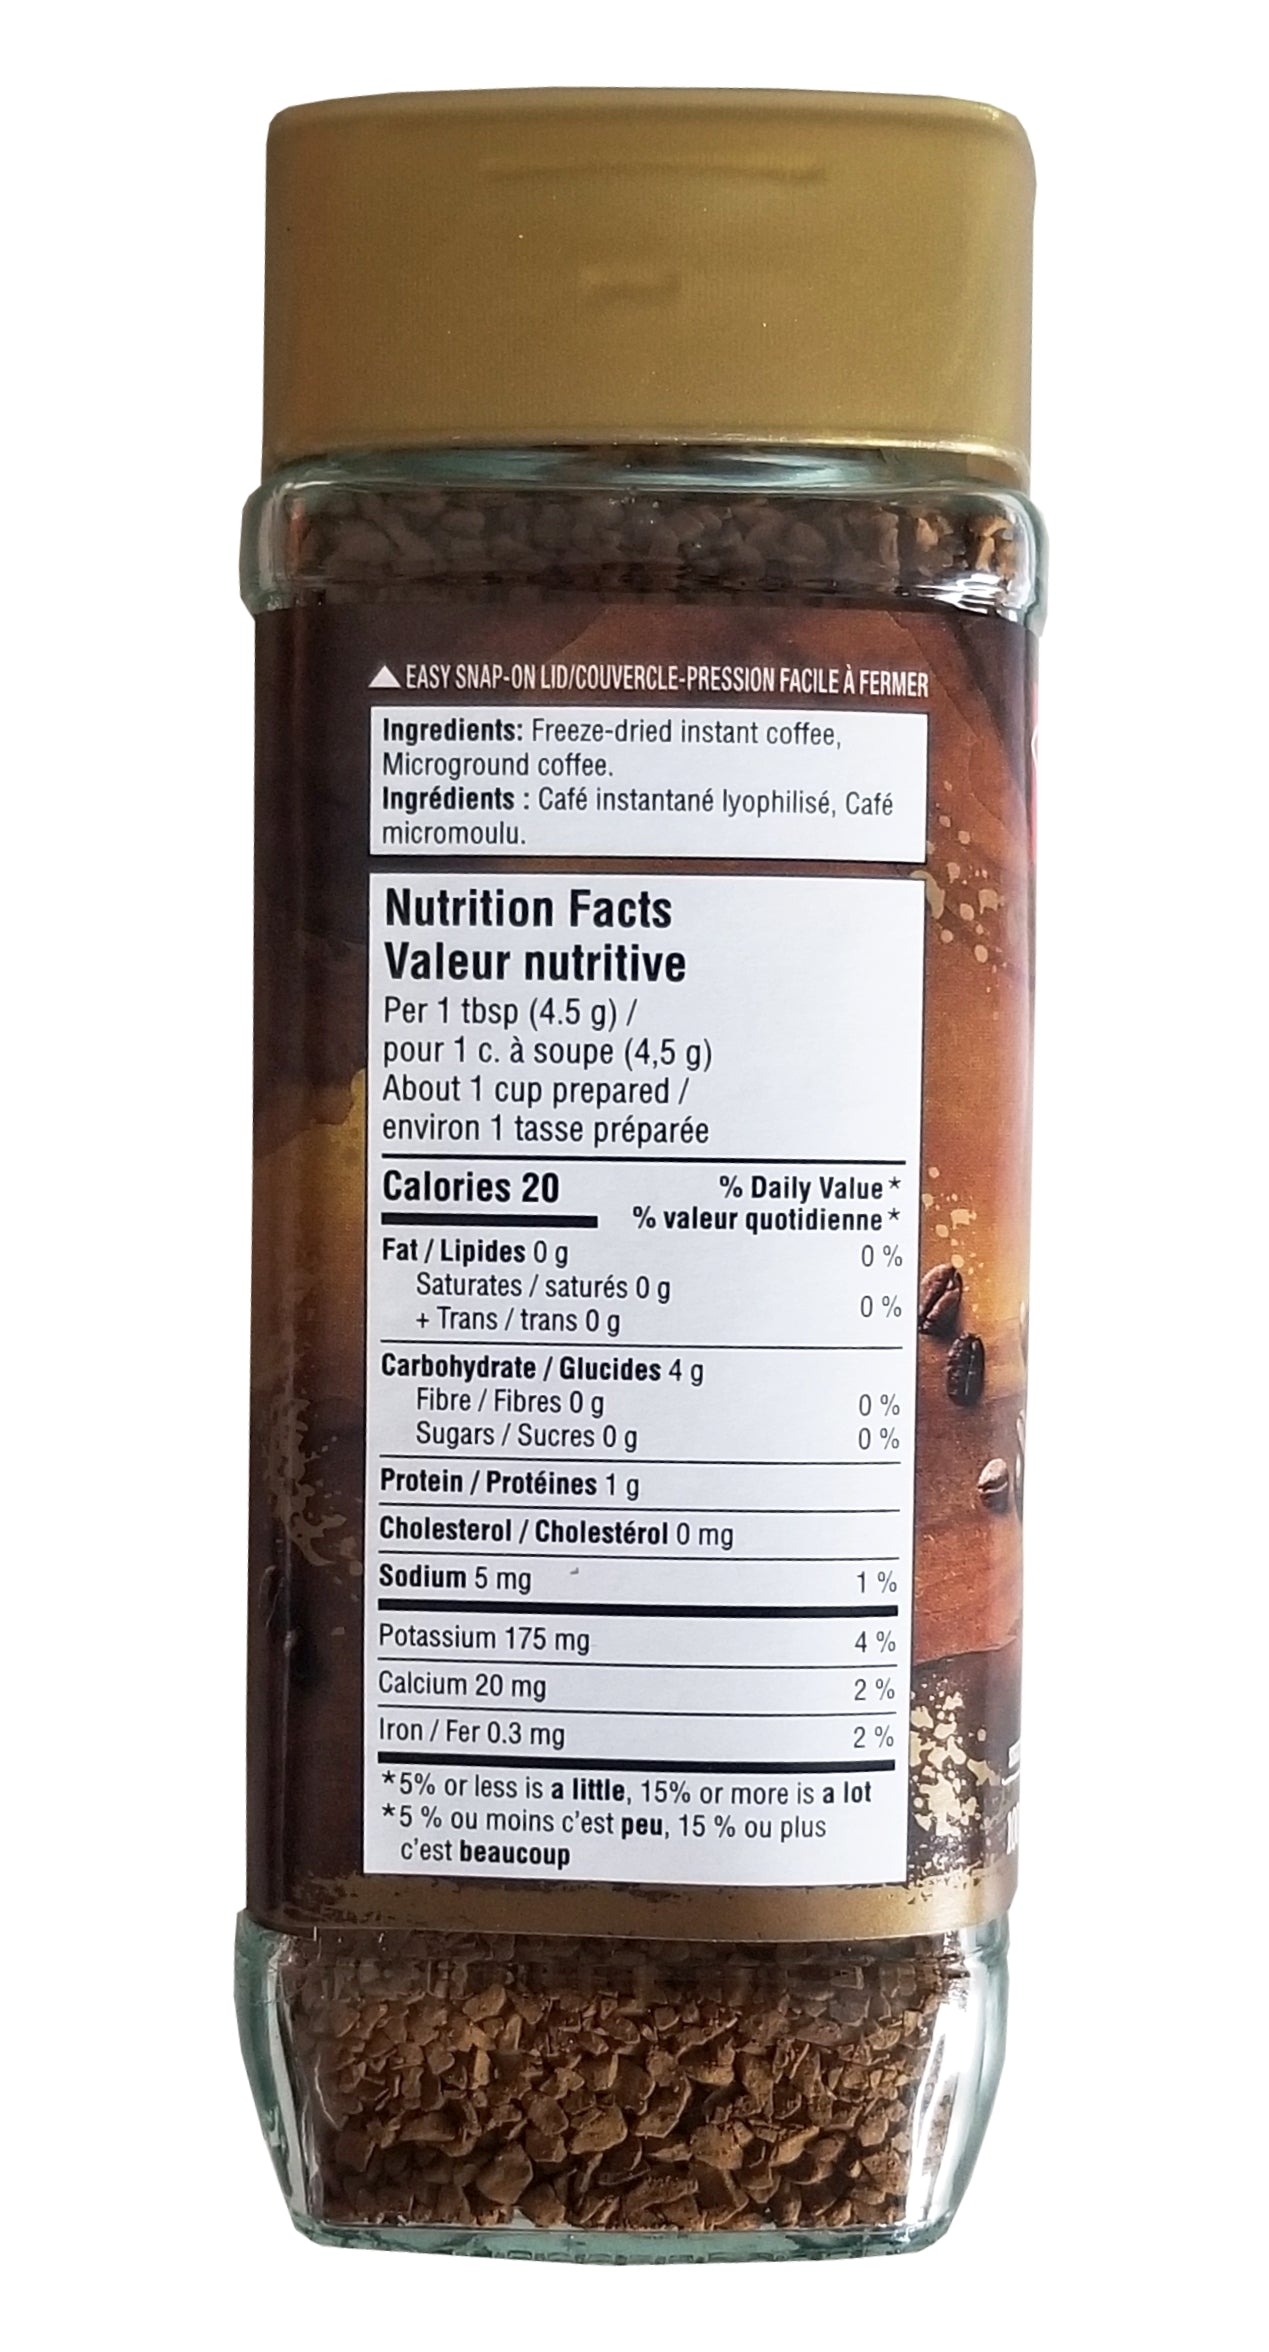 ▲ EASY SNAP-ON LID/COUVERCLE-PRESSION FACILE À FERMER
Ingredients: Freeze-dried instant coffee,
Microground coffee.
Ingrédients : Café instantané lyophilisé, Café
micromoulu.
Nutrition Facts
Valeur nutritive
Per 1 tbsp (4.5 g) /
pour 1 c. à soupe (4,5 g)
About 1 cup prepared /
environ 1 tasse préparée
Calories 20 % Daily Value *
% valeur quotidienne *
Fat / Lipides 0 g 0 %
Saturates / saturés 0 g
+ Trans / trans 0 g 0 %
Carbohydrate / Glucides 4 g
Fibre / Fibres 0 g 0 %
Sugars / Sucres 0 g 0 %
Protein / Protéines 1 g
Cholesterol / Cholestérol 0 mg
Sodium 5 mg 1 %
Potassium 175 mg 4 %
Calcium 20 mg 2 %
Iron / Fer 0.3 mg 2 %
*5% or less is a little, 15% or more is a lot
*5 % ou moins c'est peu, 15 % ou plus
c'est beaucoup